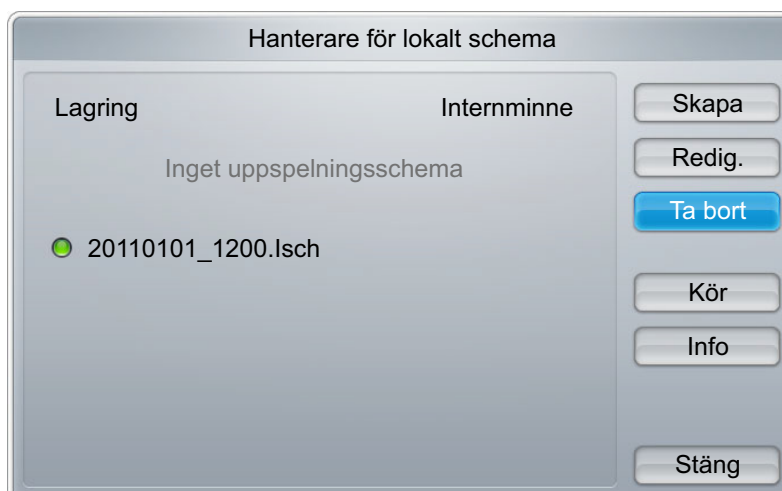 Hanterare för lokalt schema
Lagring Internminne
Inget uppspelningsschema
20110101_1200.lsch
Skapa
Redig.
Ta bort
Kör
Info
Stäng